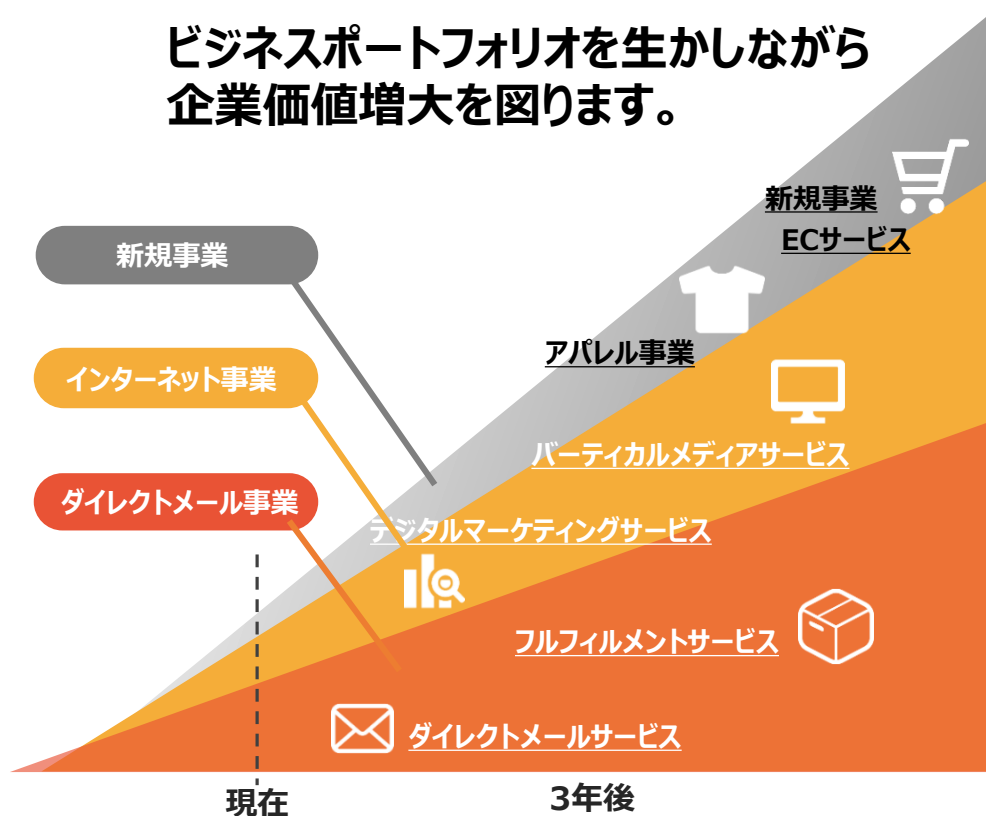 ビジネスポートフォリオを生かしながら
企業価値増大を図ります。
新規事業
ECサービス
新規事業
アパレル事業
インターネット事業
バーティカルメディアサービス
ダイレクトメール事業
デジタルマーケティングサービス
フルフィルメントサービス
ダイレクトメールサービス
現在
3年後